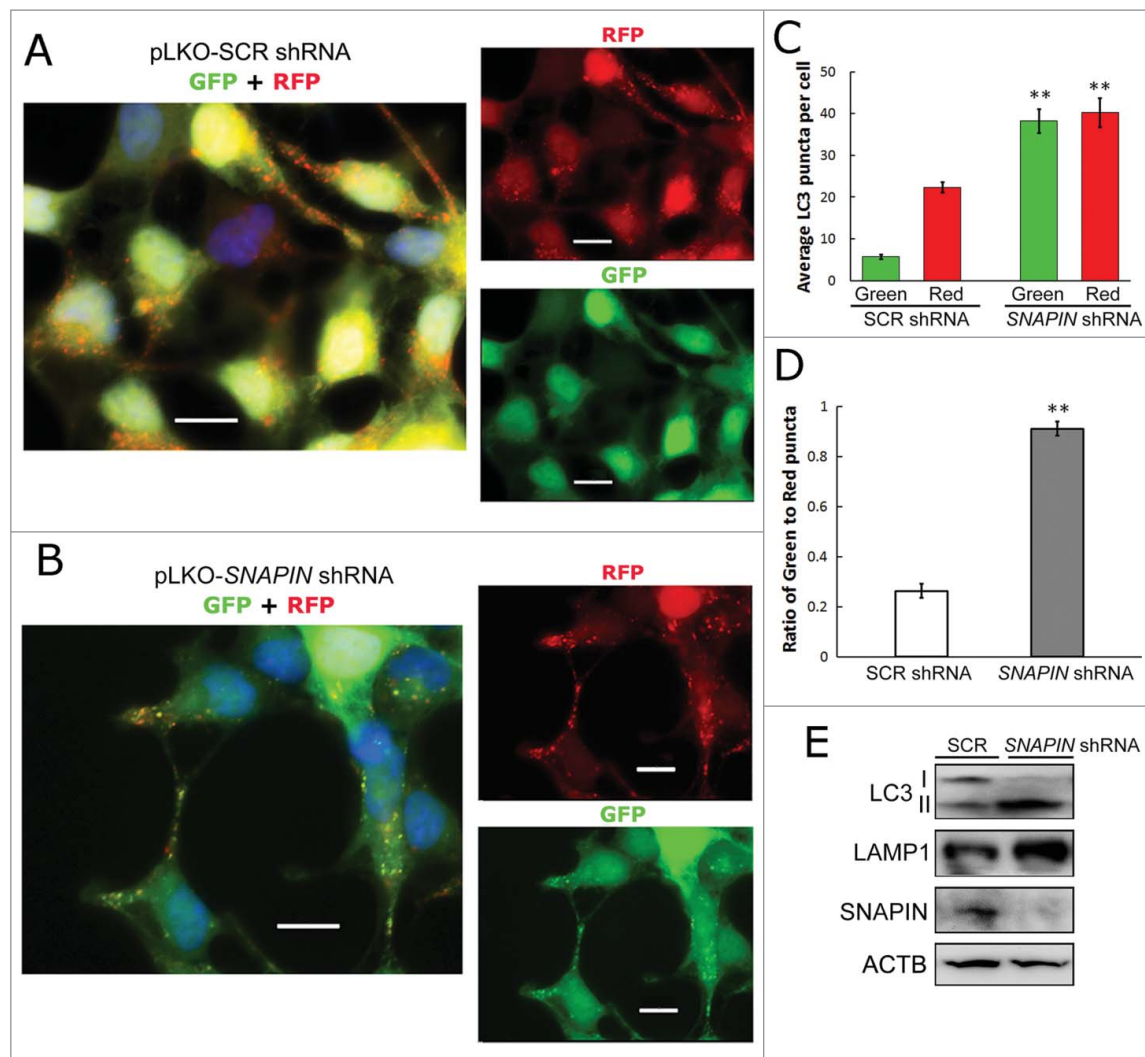 A
pLKO-SCR shRNA
GFP + RFP
RFP
GFP
B
pLKO-SNAPIN shRNA
GFP + RFP
RFP
GFP
C
Average LC3 puncta per cell
50
40
30
20
10
0
** **
Green Red Green Red
SCR shRNA SNAPIN shRNA
D
Ratio of Green to Red puncta
1
0.8
0.6
0.4
0.2
0
**
SCR shRNA SNAPIN shRNA
E
SCR SNAPIN shRNA
LC3 I
II
LAMP1
SNAPIN
ACTB